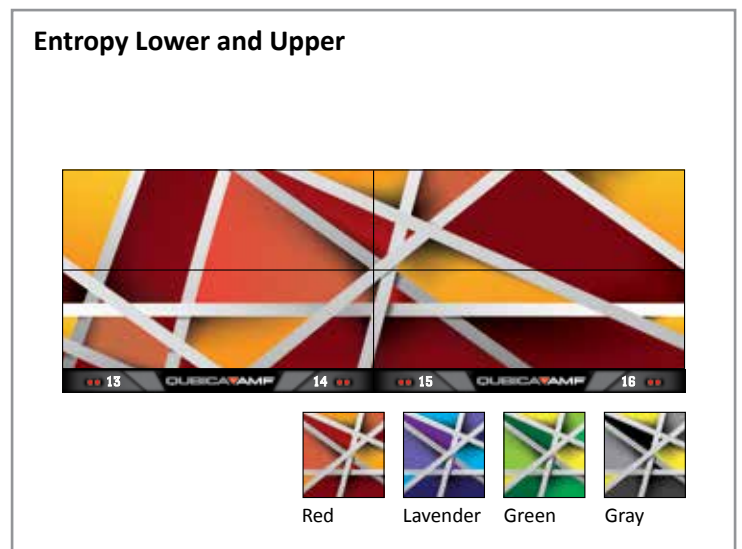 Entropy Lower and Upper
13 QUBICAAMF 14 15 QUBICAAMF 16
Red Lavender Green Gray